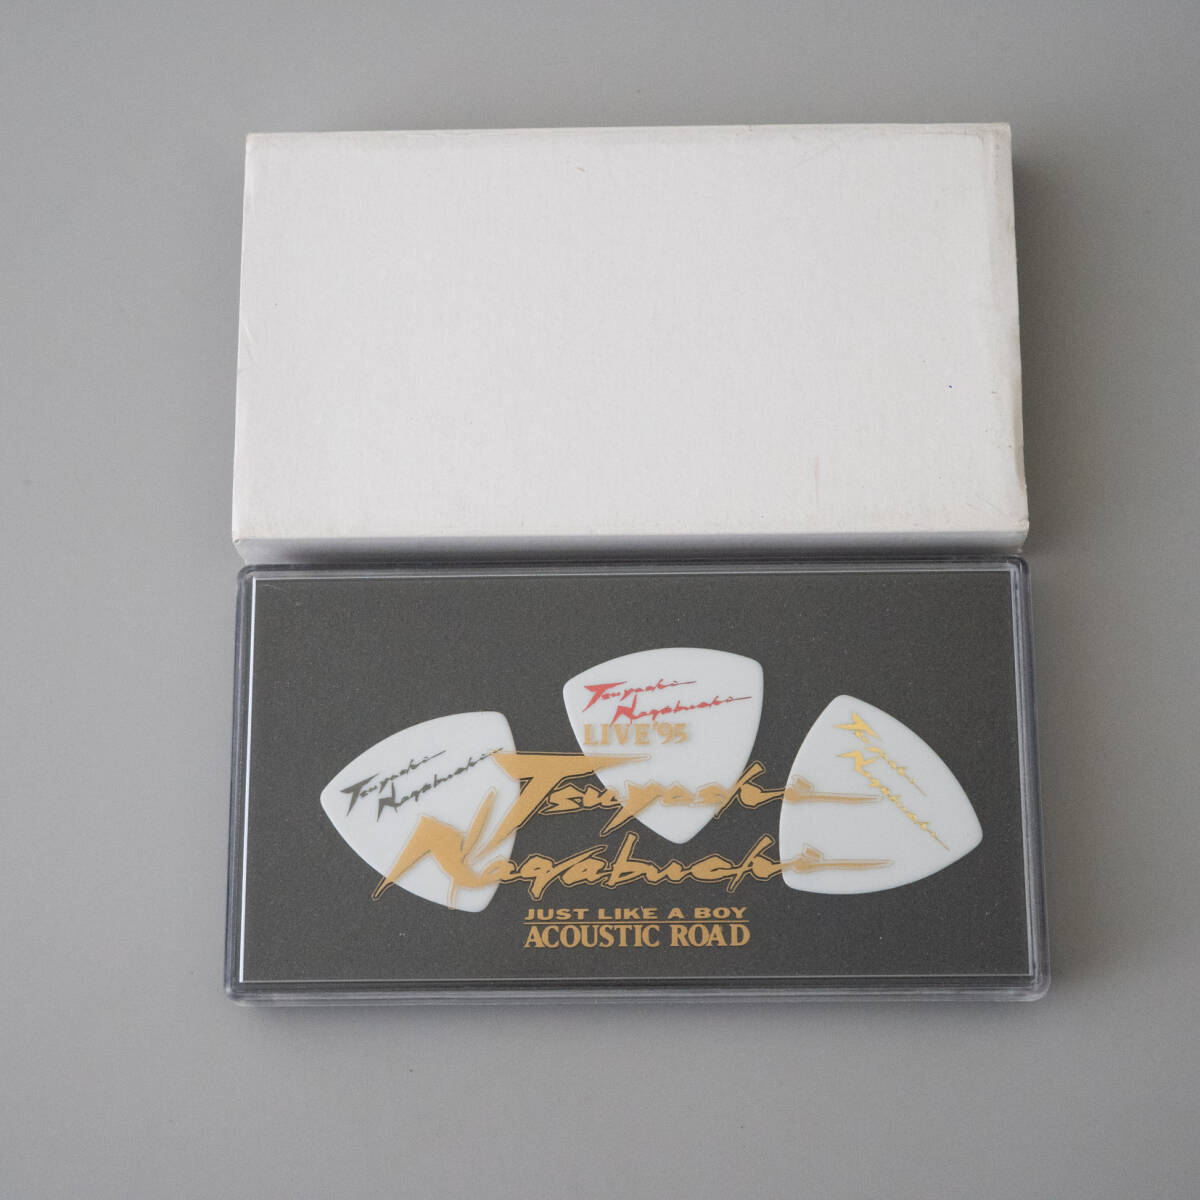 Tsuyoshi
Nagabuchi
Tsuyoshi
Nagabuchi
Tsuyoshi
Nagabuchi
LIVE'95
Tsuyoshi
Nagabuchi
JUST LIKE A BOY
ACOUSTIC ROAD